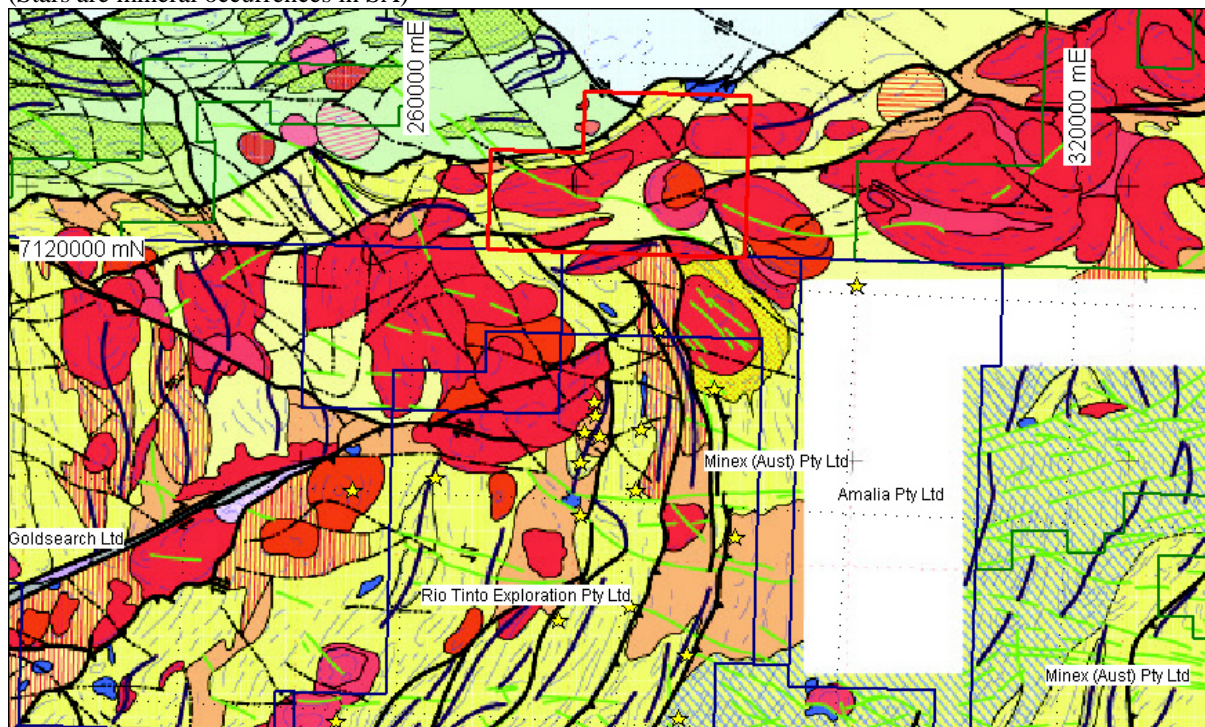 (Stars are mineral occurrences in SA)
260000 mE
320000 mE
7120000 mN
Minex (Aust) Pty Ltd
Amalia Pty Ltd
Goldsearch Ltd
Rio Tinto Exploration Pty Ltd
Minex (Aust) Pty Ltd